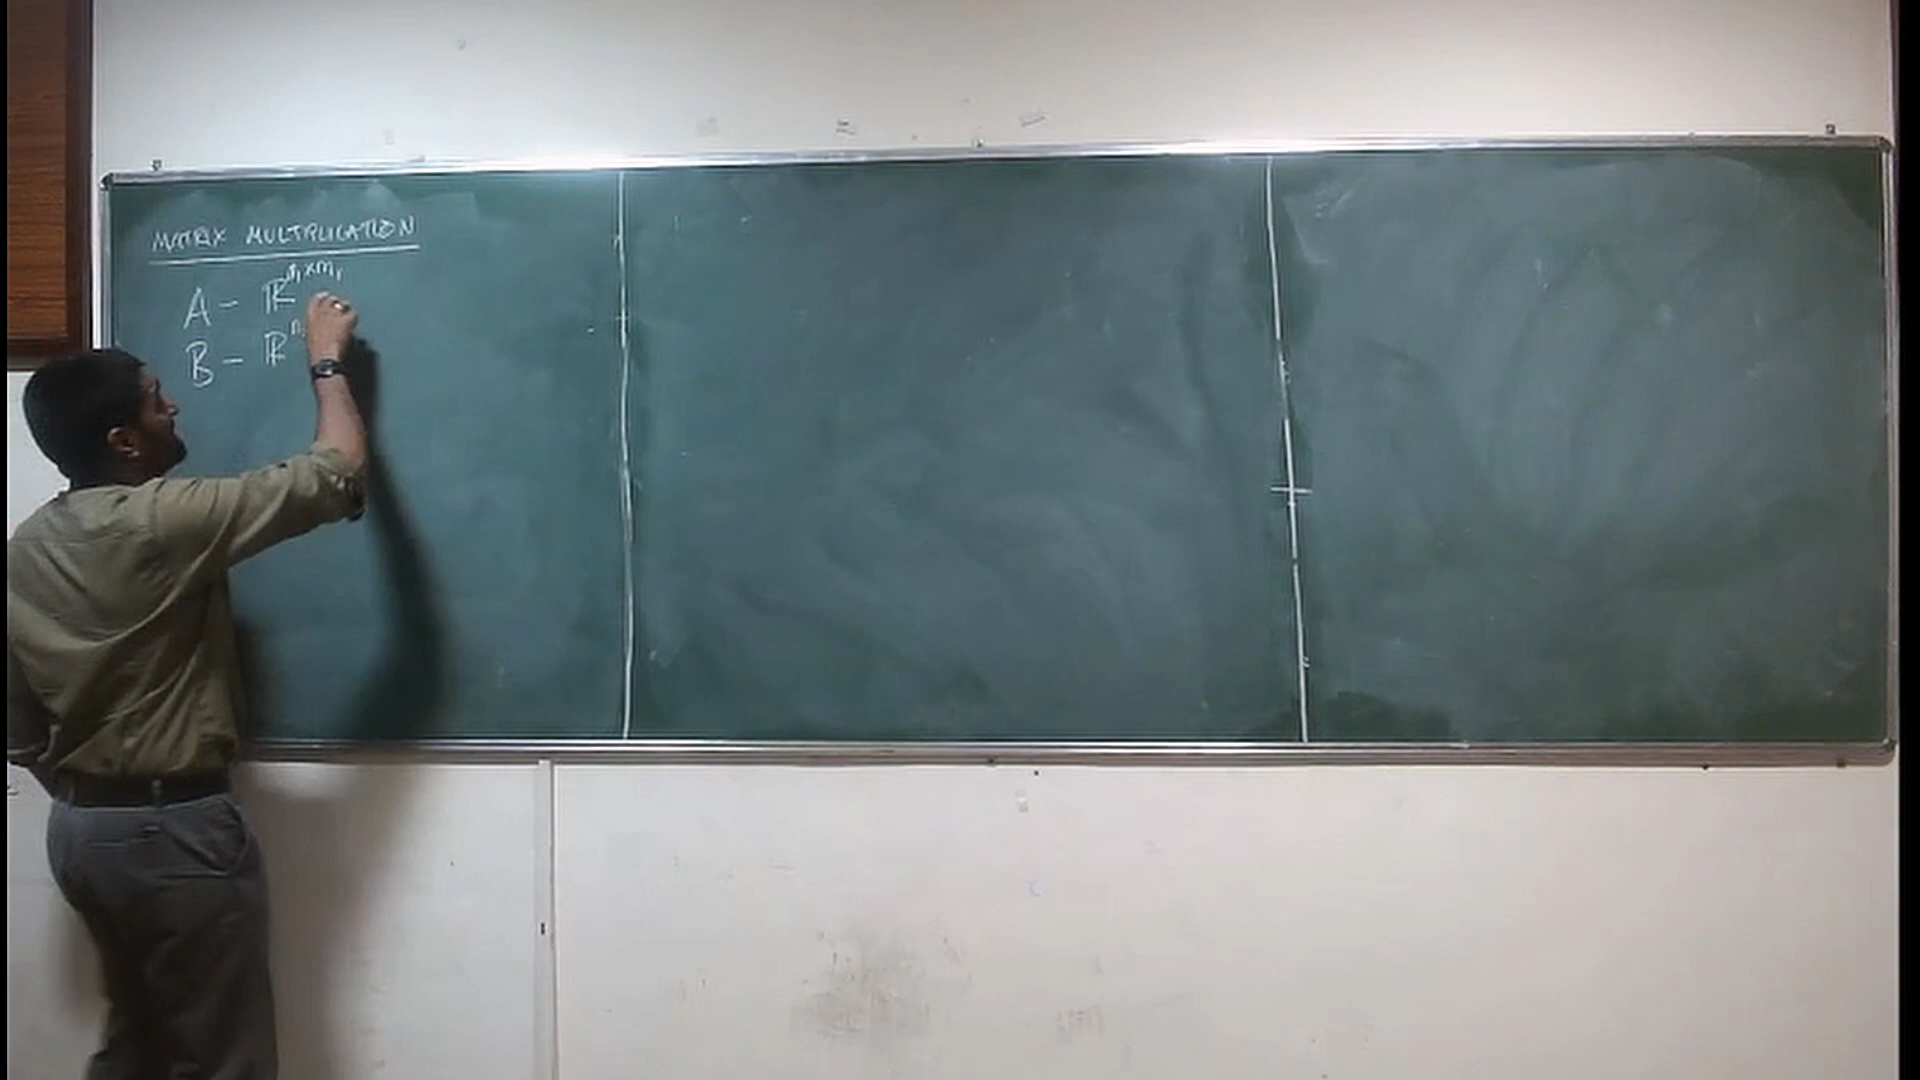 MATRIX MULTIPLICATION
A - ℝ^{n₁×m₁}
B - ℝ^{n